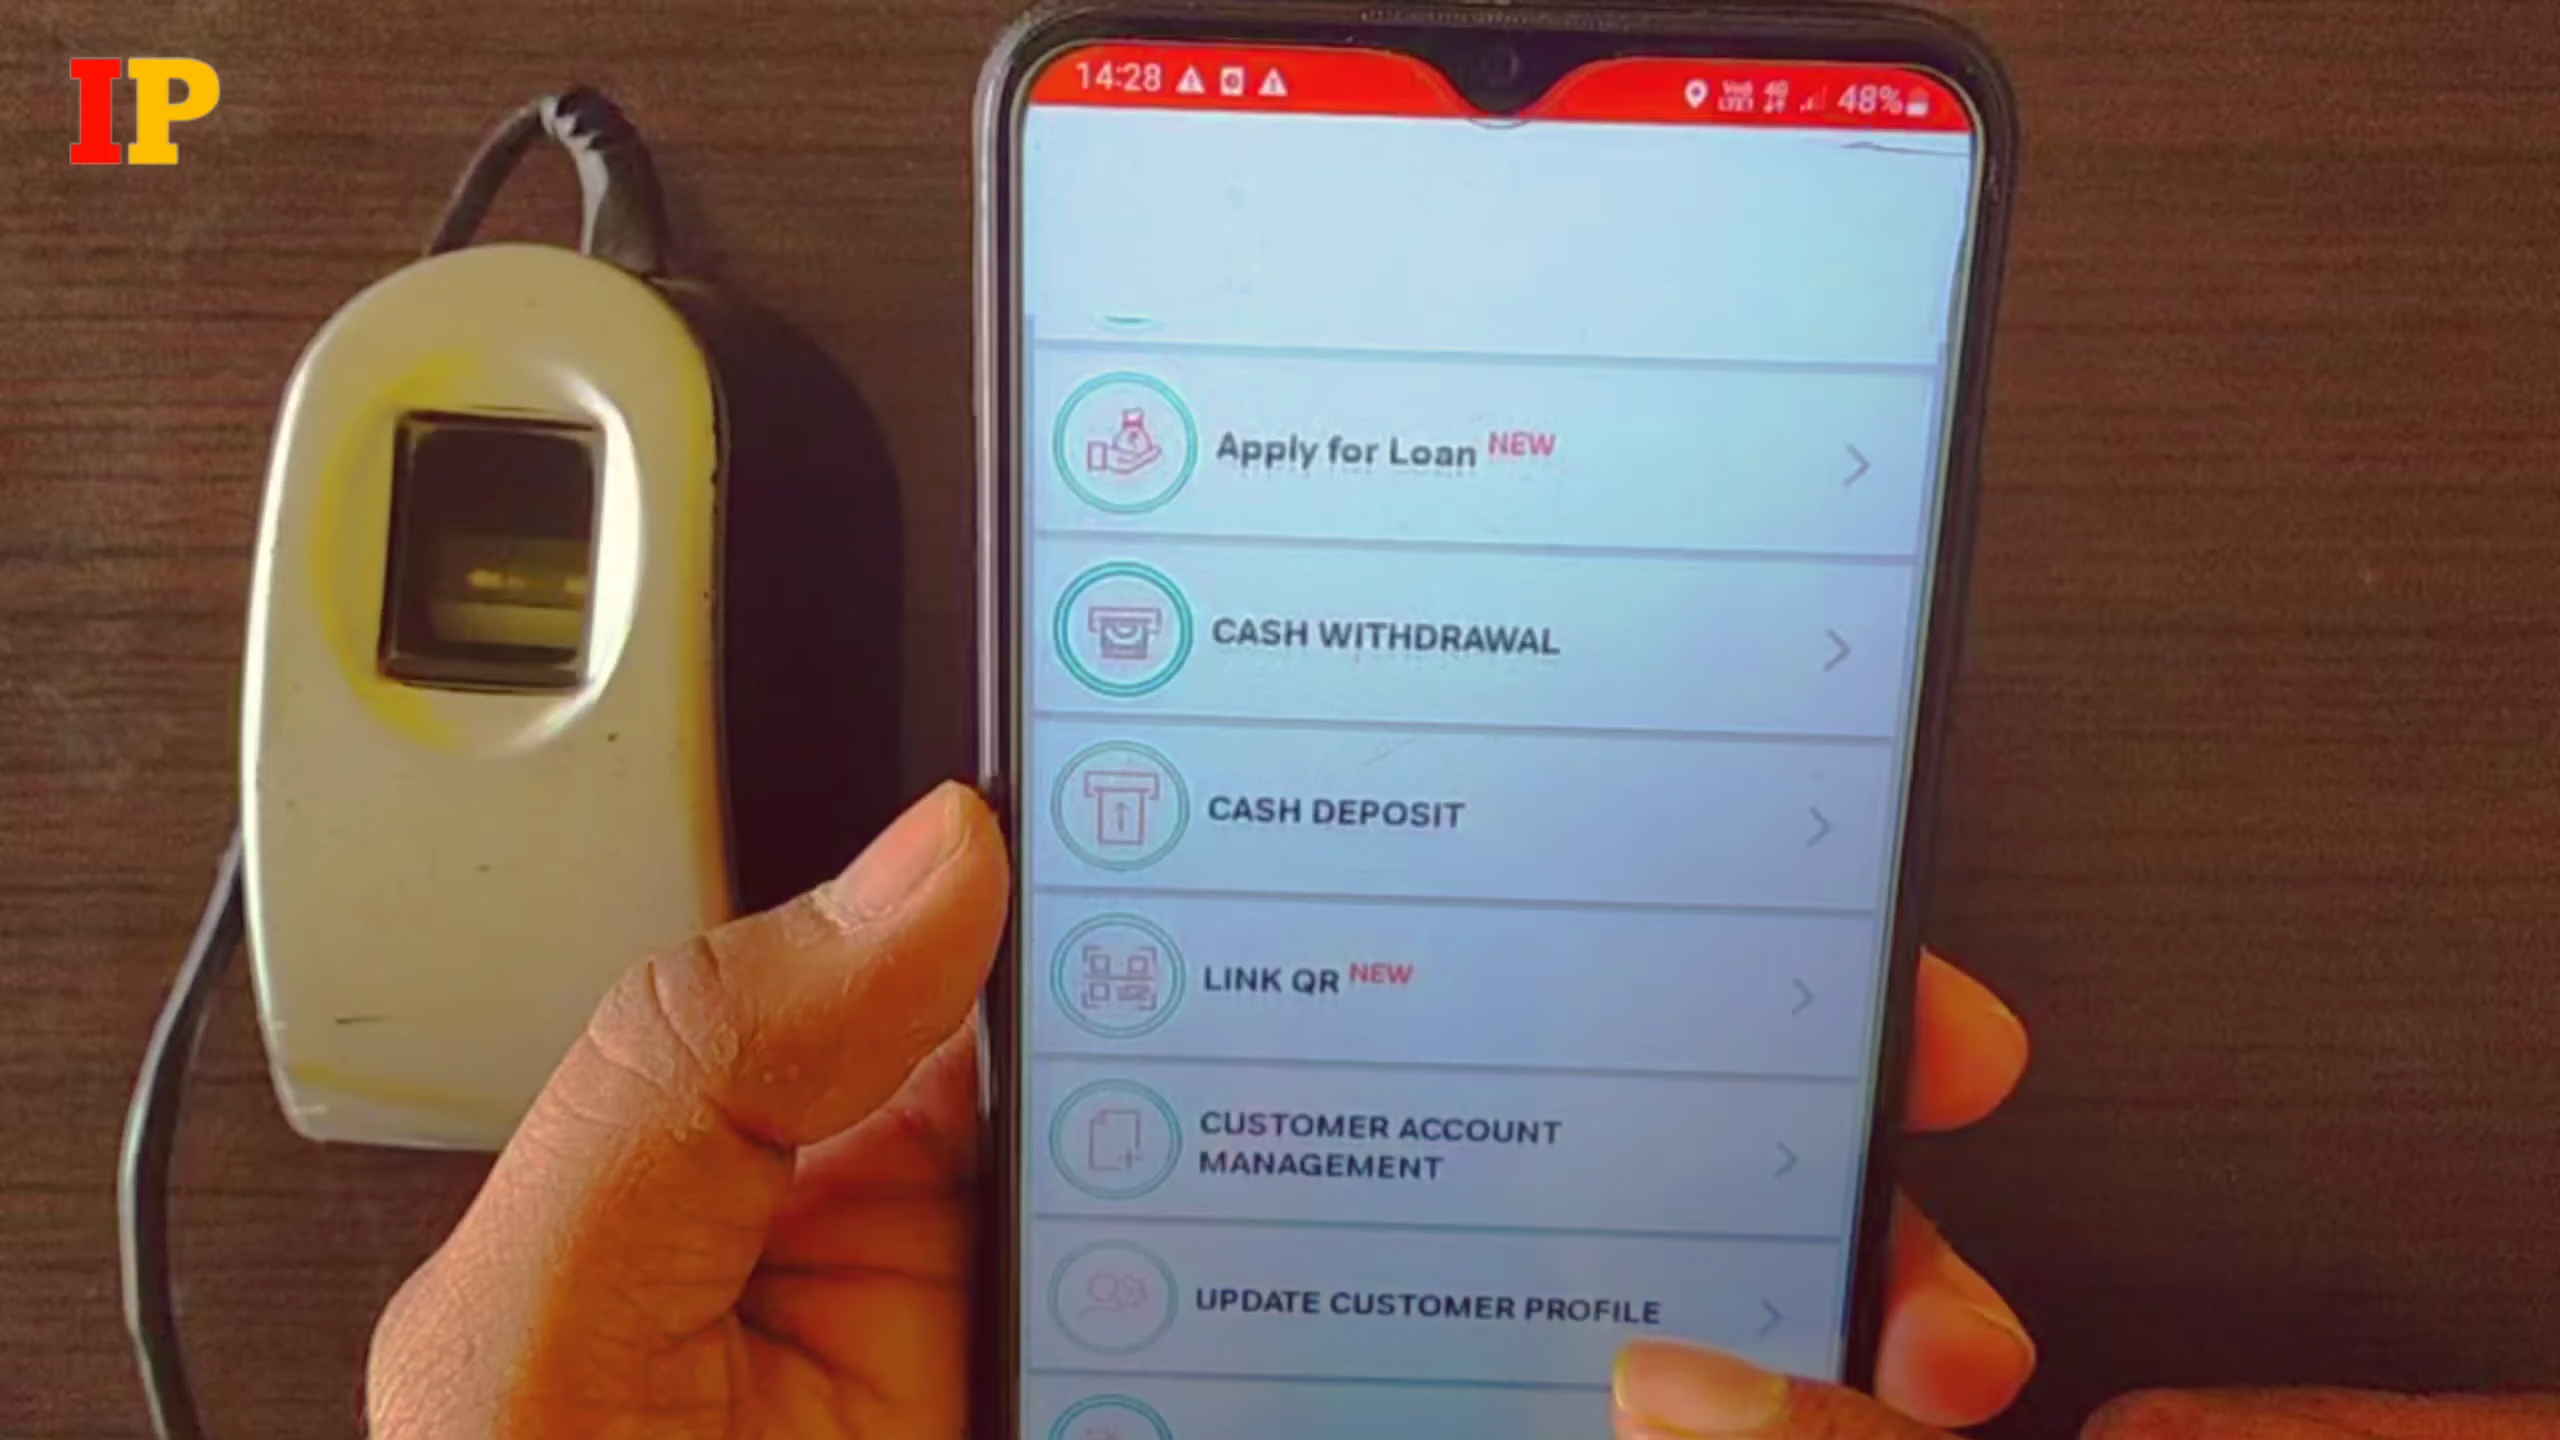 IP
14:28
4G
48%
Apply for Loan NEW
CASH WITHDRAWAL
CASH DEPOSIT
LINK QR NEW
CUSTOMER ACCOUNT
MANAGEMENT
UPDATE CUSTOMER PROFILE